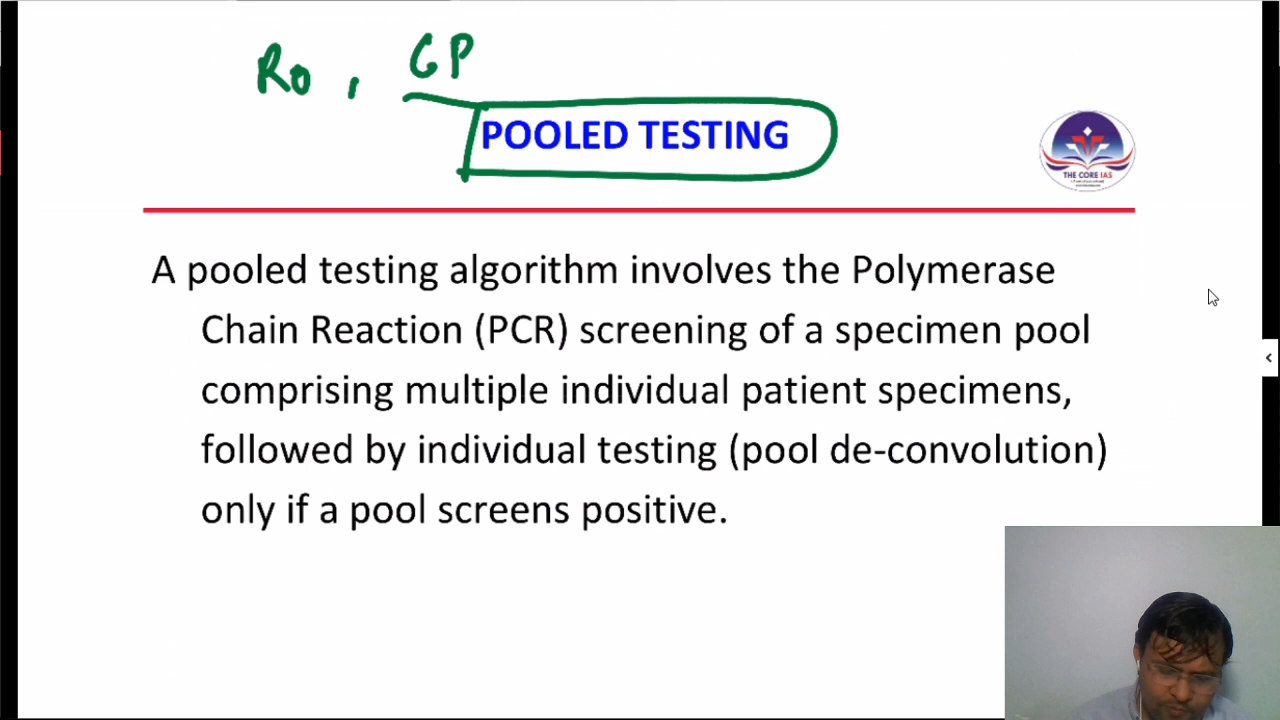 Ro , GP
POOLED TESTING
THE CORE IAS
A pooled testing algorithm involves the Polymerase
Chain Reaction (PCR) screening of a specimen pool
comprising multiple individual patient specimens,
followed by individual testing (pool de-convolution)
only if a pool screens positive.